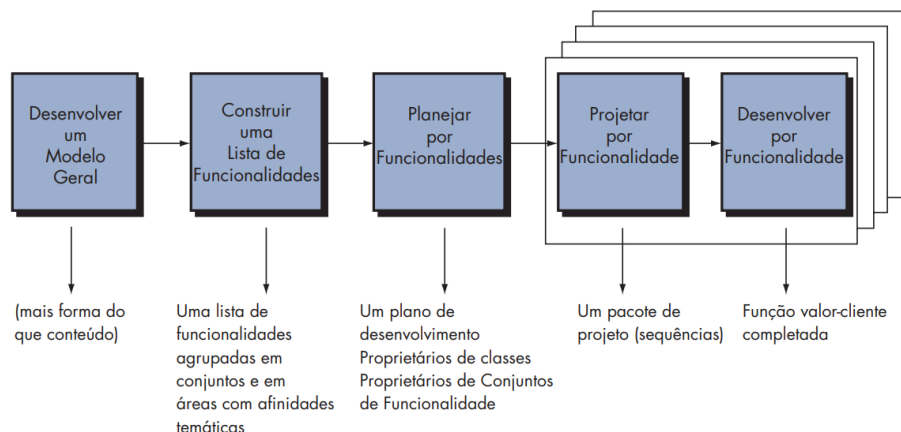 Desenvolver
um
Modelo
Geral
Construir
uma
Lista de
Funcionalidades
Planejar
por
Funcionalidades
Projetar
por
Funcionalidade
Desenvolver
por
Funcionalidade
(mais forma do
que conteúdo)
Uma lista de
funcionalidades
agrupadas em
conjuntos e em
áreas com afinidades
temáticas
Um plano de
desenvolvimento
Proprietários de classes
Proprietários de Conjuntos
de Funcionalidade
Um pacote de
projeto (sequências)
Função valor-cliente
completada